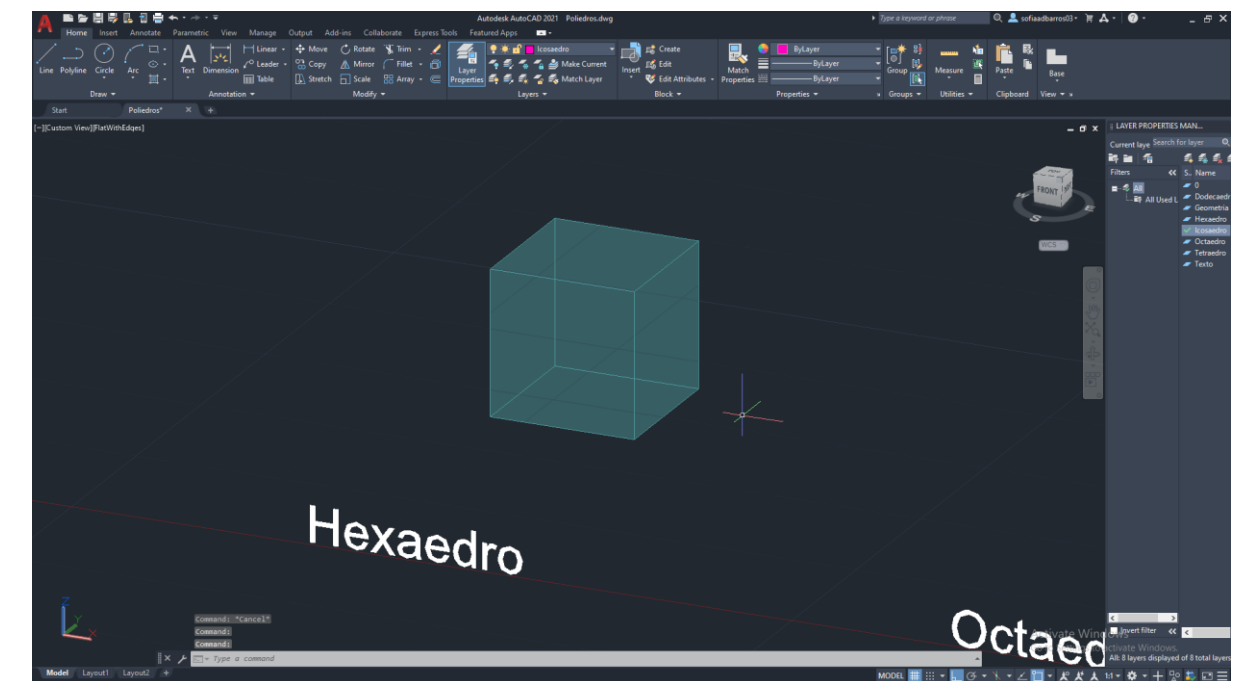 Autodesk AutoCAD 2021 Poliedros.dwg
Type a keyword or phrase
sofiaadbarros03
Home Insert Annotate Parametric View Manage Output Add-ins Collaborate Express Tools Featured Apps
Linear Move Rotate Trim Icosaedro Create ByLayer
Leader Copy Mirror Fillet Make Current Edit ByLayer
Table Stretch Scale Array Match Layer Edit Attributes ByLayer
Line Polyline Circle Arc Text Dimension Layer Properties Insert Match Properties Group Measure Paste Base
Draw Annotation Modify Layers Block Properties Groups Utilities Clipboard View
Start Poliedros*
[−][Custom View][FlatWithEdges]
LAYER PROPERTIES MAN...
Current laye Search for layer
Filters S.. Name
All
All Used L
0
Dodecaedr
Geometria
Hexaedro
Icosaedro
Octaedro
Tetraedro
Texto
FRONT
S
E
WCS
Hexaedro
Octaed
Z
Y
X
Command: *Cancel*
Command:
Command:
Type a command
Invert filter
All: 8 layers displayed of 8 total layers
Model Layout1 Layout2
MODEL
1:1